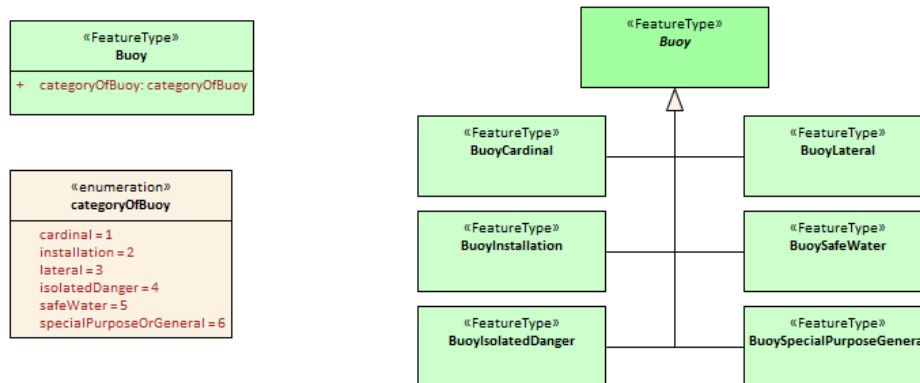 «FeatureType»
Buoy
+ categoryOfBuoy: categoryOfBuoy
«enumeration»
categoryOfBuoy
cardinal = 1
installation = 2
lateral = 3
isolatedDanger = 4
safeWater = 5
specialPurposeOrGeneral = 6
«FeatureType»
Buoy
«FeatureType»
BuoyCardinal
«FeatureType»
BuoyLateral
«FeatureType»
BuoyInstallation
«FeatureType»
BuoySafeWater
«FeatureType»
BuoyIsolatedDanger
«FeatureType»
BuoySpecialPurposeGenera